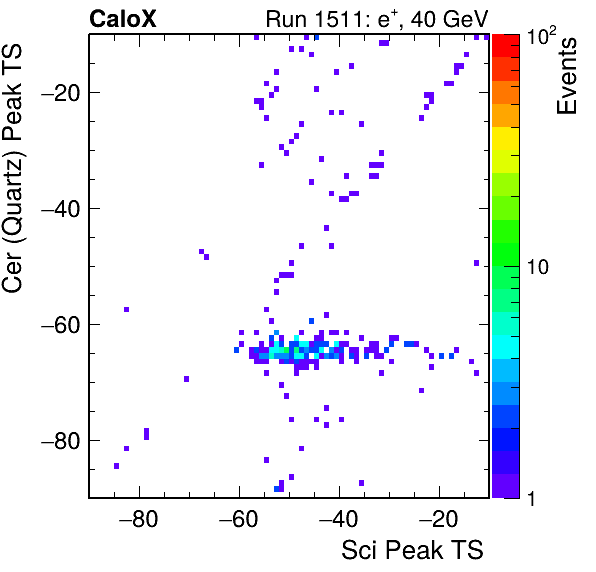 CaloX Run 1511: e⁺, 40 GeV
Cer (Quartz) Peak TS
−20
−40
−60
−80
−80 −60 −40 −20
Sci Peak TS
10²
10
1
Events